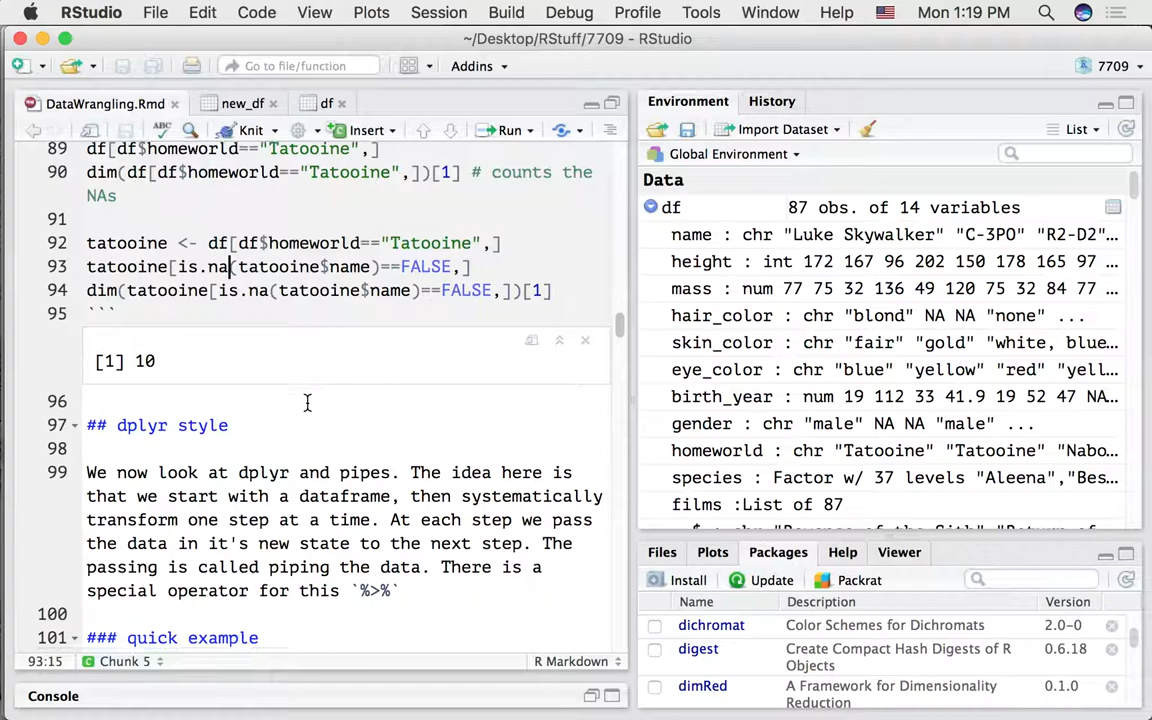 RStudio File Edit Code View Plots Session Build Debug Profile Tools Window Help Mon 1:19 PM
~/Desktop/RStuff/7709 - RStudio
Go to file/function Addins 7709
DataWrangling.Rmd new_df df
ABC Knit Insert Run
89 df[df$homeworld=="Tatooine",]
90 dim(df[df$homeworld=="Tatooine",])[1] # counts the
NAs
91
92 tatooine <- df[df$homeworld=="Tatooine",]
93 tatooine[is.na(tatooine$name)==FALSE,]
94 dim(tatooine[is.na(tatooine$name)==FALSE,])[1]
95 ```
[1] 10
96
97 ## dplyr style
98
99 We now look at dplyr and pipes. The idea here is
that we start with a dataframe, then systematically
transform one step at a time. At each step we pass
the data in it's new state to the next step. The
passing is called piping the data. There is a
special operator for this `%>%`
100
101 ### quick example
93:15 Chunk 5 R Markdown
Console
Environment History
Import Dataset List
Global Environment
Data
df 87 obs. of 14 variables
name : chr "Luke Skywalker" "C-3PO" "R2-D2"…
height : int 172 167 96 202 150 178 165 97 …
mass : num 77 75 32 136 49 120 75 32 84 77 …
hair_color : chr "blond" NA NA "none" ...
skin_color : chr "fair" "gold" "white, blue…
eye_color : chr "blue" "yellow" "red" "yell…
birth_year : num 19 112 33 41.9 19 52 47 NA…
gender : chr "male" NA NA "male" ...
homeworld : chr "Tatooine" "Tatooine" "Nabo…
species : Factor w/ 37 levels "Aleena","Bes…
films :List of 87
Files Plots Packages Help Viewer
Install Update Packrat
Name Description Version
dichromat Color Schemes for Dichromats 2.0-0
digest Create Compact Hash Digests of R
Objects 0.6.18
dimRed A Framework for Dimensionality
Reduction 0.1.0